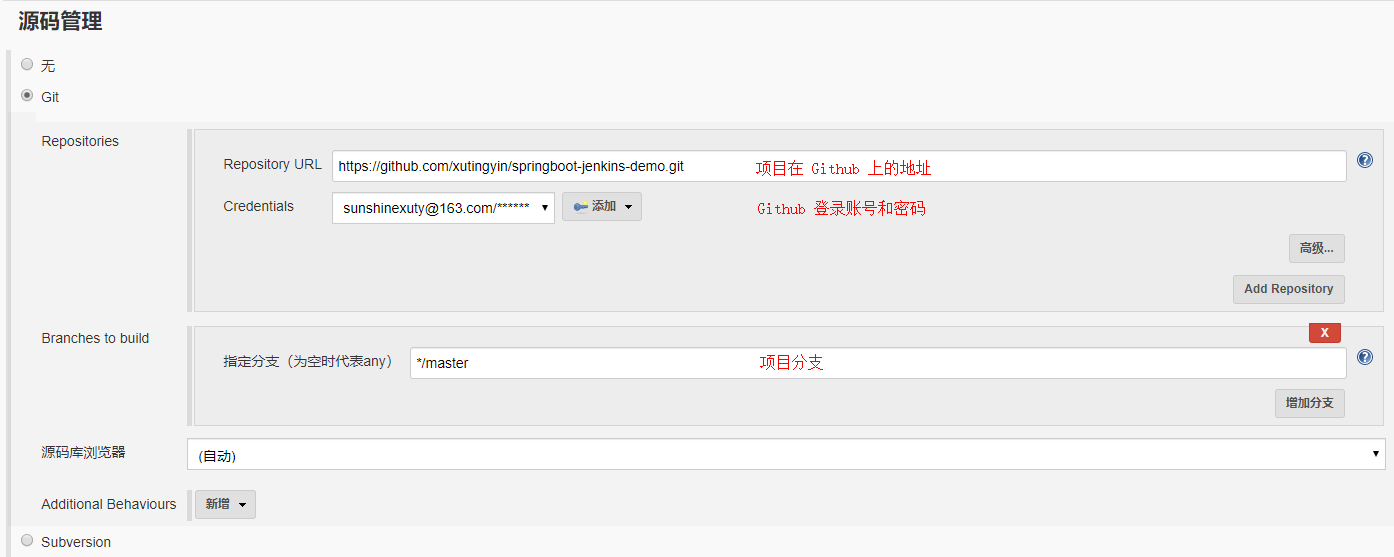 源码管理
无
Git
Repositories
Repository URL https://github.com/xutingyin/springboot-jenkins-demo.git 项目在 Github 上的地址
Credentials sunshinexuty@163.com/****** 添加 Github 登录账号和密码
高级...
Add Repository
Branches to build
X
指定分支（为空时代表any） */master 项目分支
增加分支
源码库浏览器 (自动)
Additional Behaviours 新增
Subversion